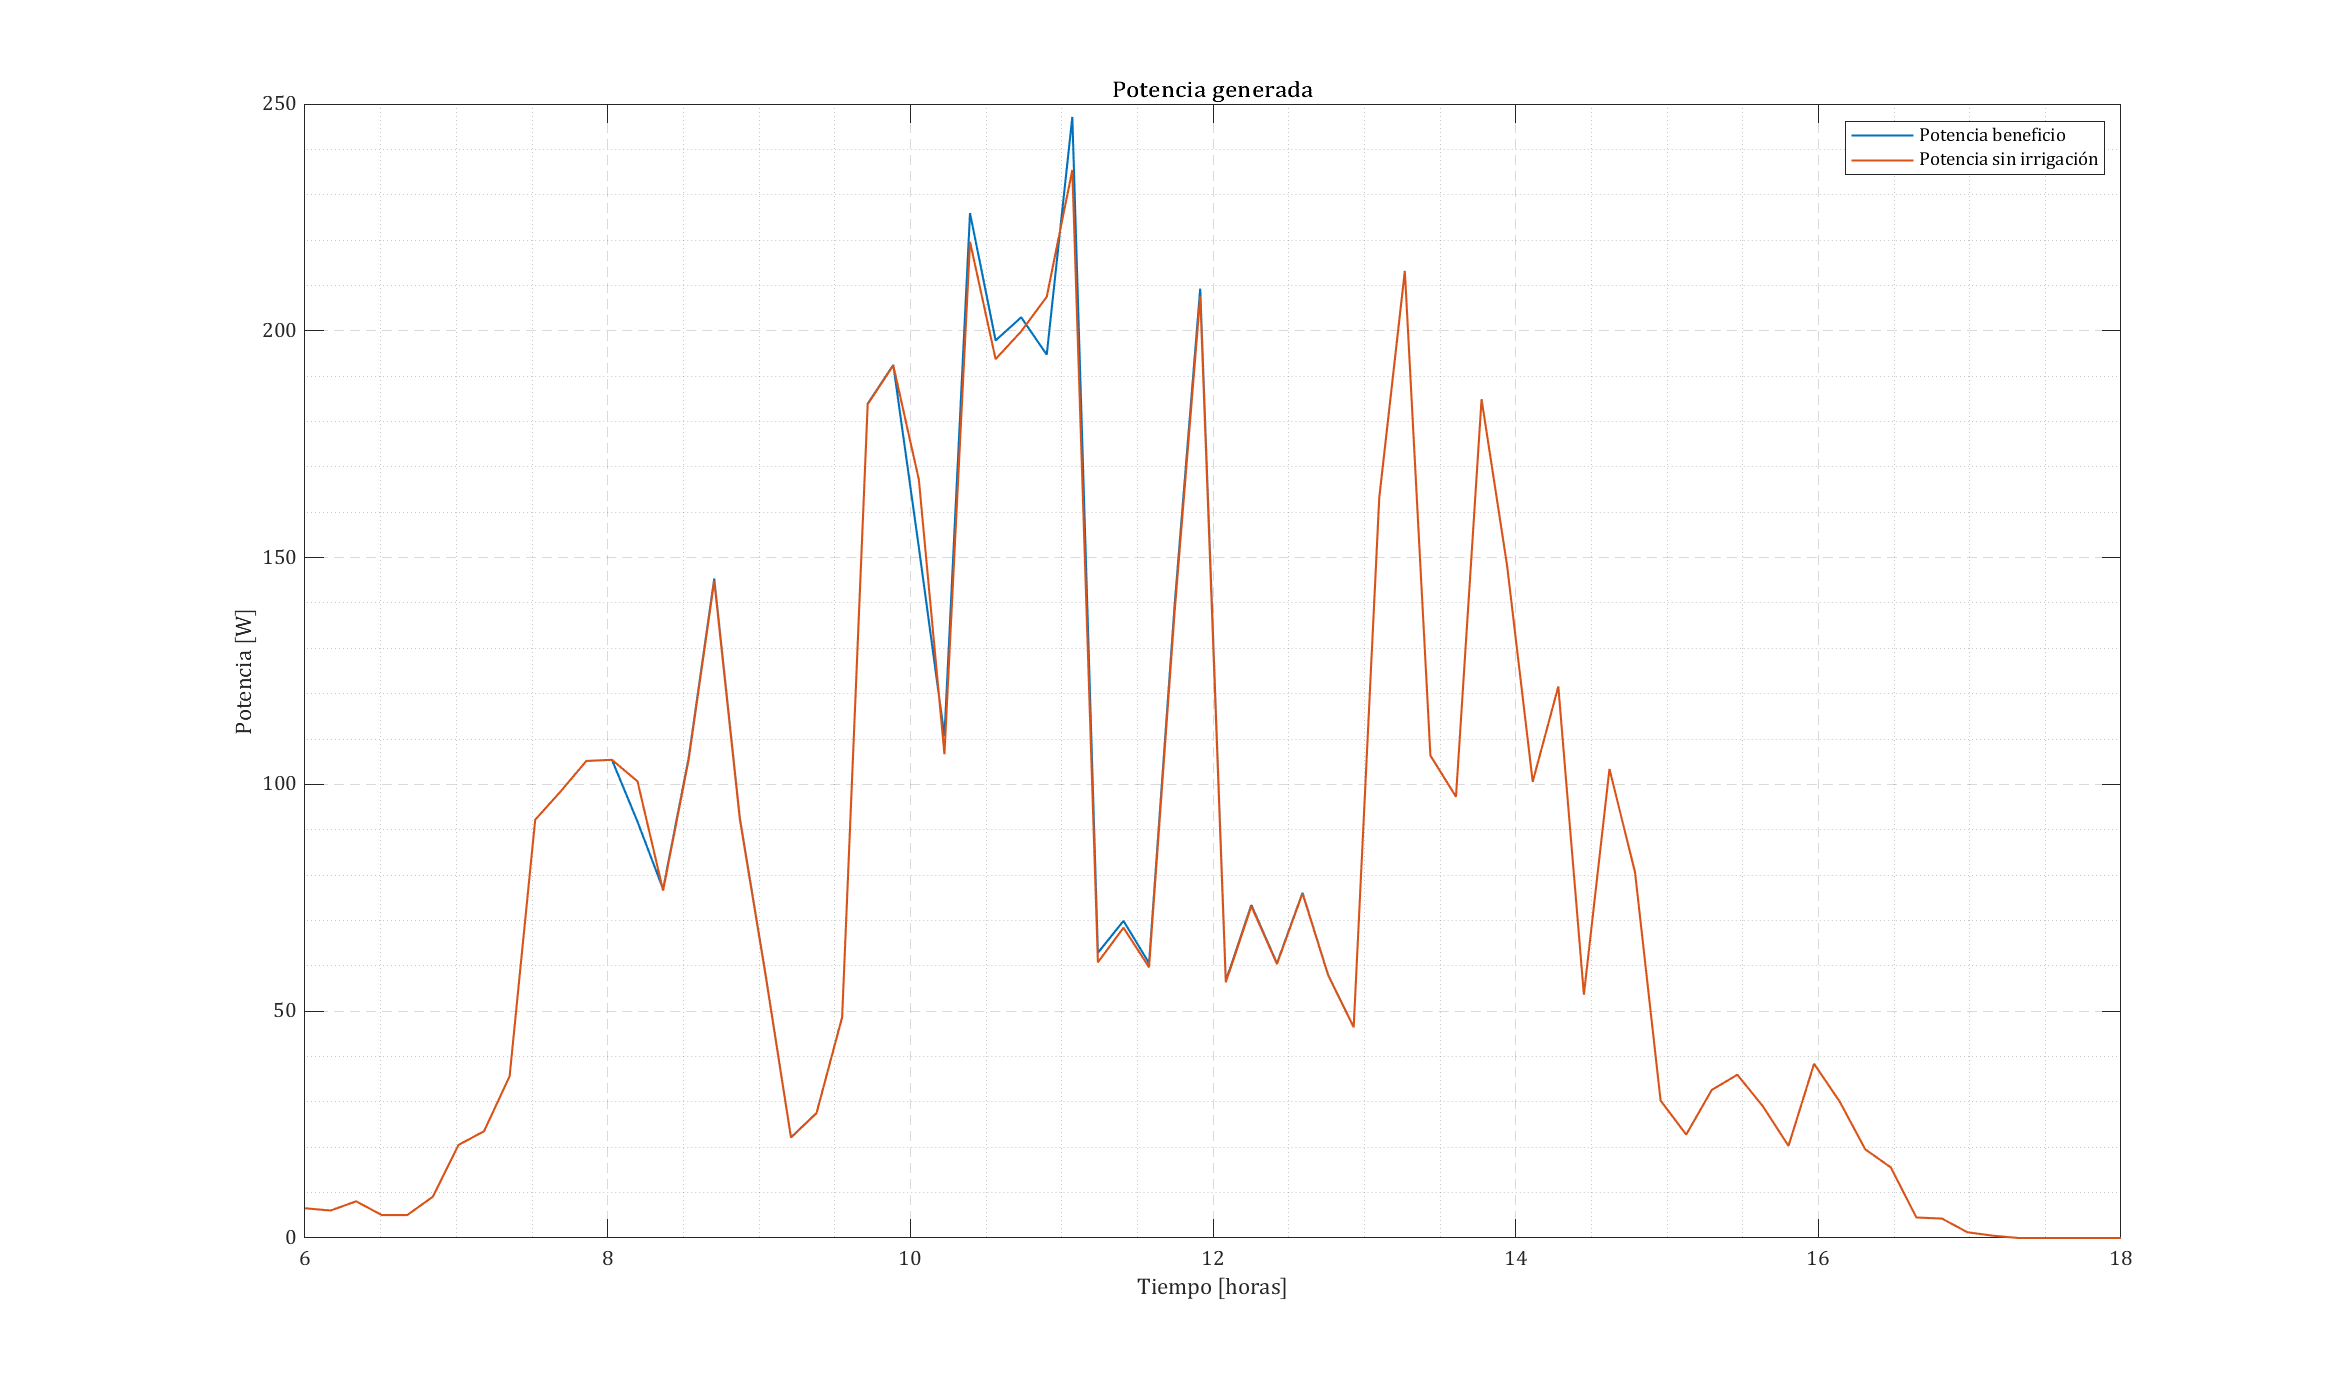 Potencia generada
250
200
150
100
50
0
Potencia [W]
Potencia beneficio
Potencia sin irrigación
6 8 10 12 14 16 18
Tiempo [horas]